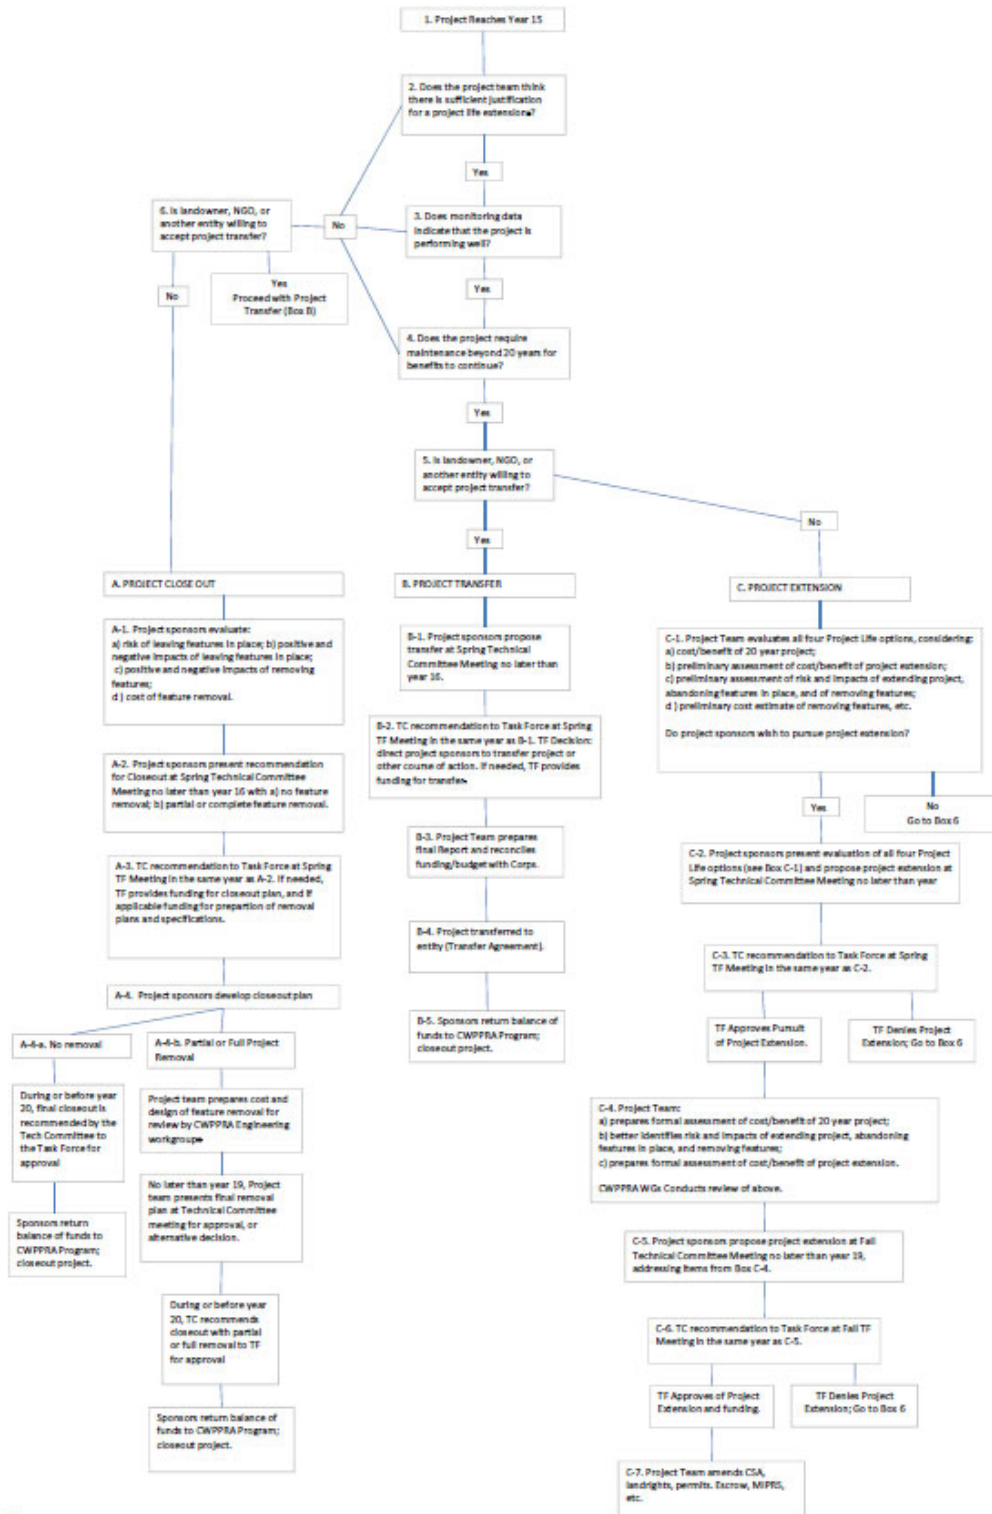 1. Project Reaches Year 15
2. Does the project team think
there is sufficient justification
for a project life extension?
Yes
6. Is landowner, NGO, or
another entity willing to
accept project transfer?
No
3. Does monitoring data
indicate that the project is
performing well?
Yes
Proceed with Project
Transfer (Box B)
No
Yes
4. Does the project require
maintenance beyond 20 years for
benefits to continue?
Yes
5. Is landowner, NGO, or
another entity willing to
accept project transfer?
No
Yes
A. PROJECT CLOSE OUT
A-1. Project sponsors evaluate:
a) risk of leaving features in place; b) positive and
negative impacts of leaving features in place;
c) positive and negative impacts of removing
features;
d ) cost of feature removal.
A-2. Project sponsors present recommendation
for Closeout at Spring Technical Committee
Meeting no later than year 16 with a) no feature
removal; b) partial or complete feature removal.
A-3. TC recommendation to Task Force at Spring
TF Meeting in the same year as A-2. If needed,
TF provides funding for closeout plan, and if
applicable funding for prepartion of removal
plans and specifications.
A-4. Project sponsors develop closeout plan
A-4-a. No removal
During or before year
20, final closeout is
recommended by the
Tech Committee to
the Task Force for
approval
Sponsors return
balance of funds to
CWPPRA Program;
closeout project.
A-4-b. Partial or Full Project
Removal
Project team prepares cost and
design of feature removal for
review by CWPPRA Engineering
workgroup
No later than year 19, Project
team presents final removal
plan at Technical Committee
meeting for approval, or
alternative decision.
During or before year
20, TC recommends
closeout with partial
or full removal to TF
for approval
Sponsors return balance of
funds to CWPPRA Program;
closeout project.
B. PROJECT TRANSFER
B-1. Project sponsors propose
transfer at Spring Technical
Committee Meeting no later than
year 16.
B-2. TC recommendation to Task Force at Spring
TF Meeting in the same year as B-1. TF Decision:
direct project sponsors to transfer project or
other course of action. If needed, TF provides
funding for transfer.
B-3. Project Team prepares
final Report and reconciles
funding/budget with Corps.
B-4. Project transferred to
entity (Transfer Agreement).
B-5. Sponsors return balance of
funds to CWPPRA Program;
closeout project.
C. PROJECT EXTENSION
C-1. Project Team evaluates all four Project Life options, considering:
a) cost/benefit of 20 year project;
b) preliminary assessment of cost/benefit of project extension;
c) preliminary assessment of risk and impacts of extending project,
abandoning features in place, and of removing features;
d ) preliminary cost estimate of removing features, etc.
Do project sponsors wish to pursue project extension?
Yes
No
Go to Box 6
C-2. Project sponsors present evaluation of all four Project
Life options (see Box C-1) and propose project extension at
Spring Technical Committee Meeting no later than year
C-3. TC recommendation to Task Force at Spring
TF Meeting in the same year as C-2.
TF Approves Pursuit
of Project Extension.
TF Denies Project
Extension; Go to Box 6
C-4. Project Team:
a) prepares formal assessment of cost/benefit of 20 year project;
b) better identifies risk and impacts of extending project, abandoning
features in place, and removing features;
c) prepares formal assessment of cost/benefit of project extension.
CWPPRA WGs Conducts review of above.
C-5. Project sponsors propose project extension at Fall
Technical Committee Meeting no later than year 19,
addressing items from Box C-4.
C-6. TC recommendation to Task Force at Fall TF
Meeting in the same year as C-5.
TF Approves of Project
Extension and funding.
TF Denies Project
Extension; Go to Box 6
C-7. Project Team amends CSA,
landrights, permits. Escrow, MIPRS,
etc.